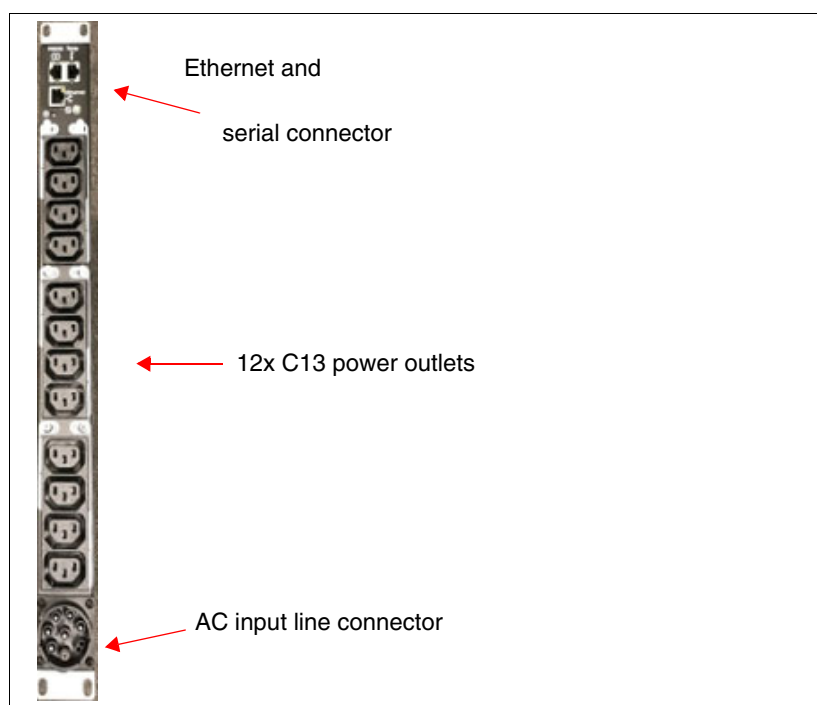 Ethernet and
serial connector
12x C13 power outlets
AC input line connector